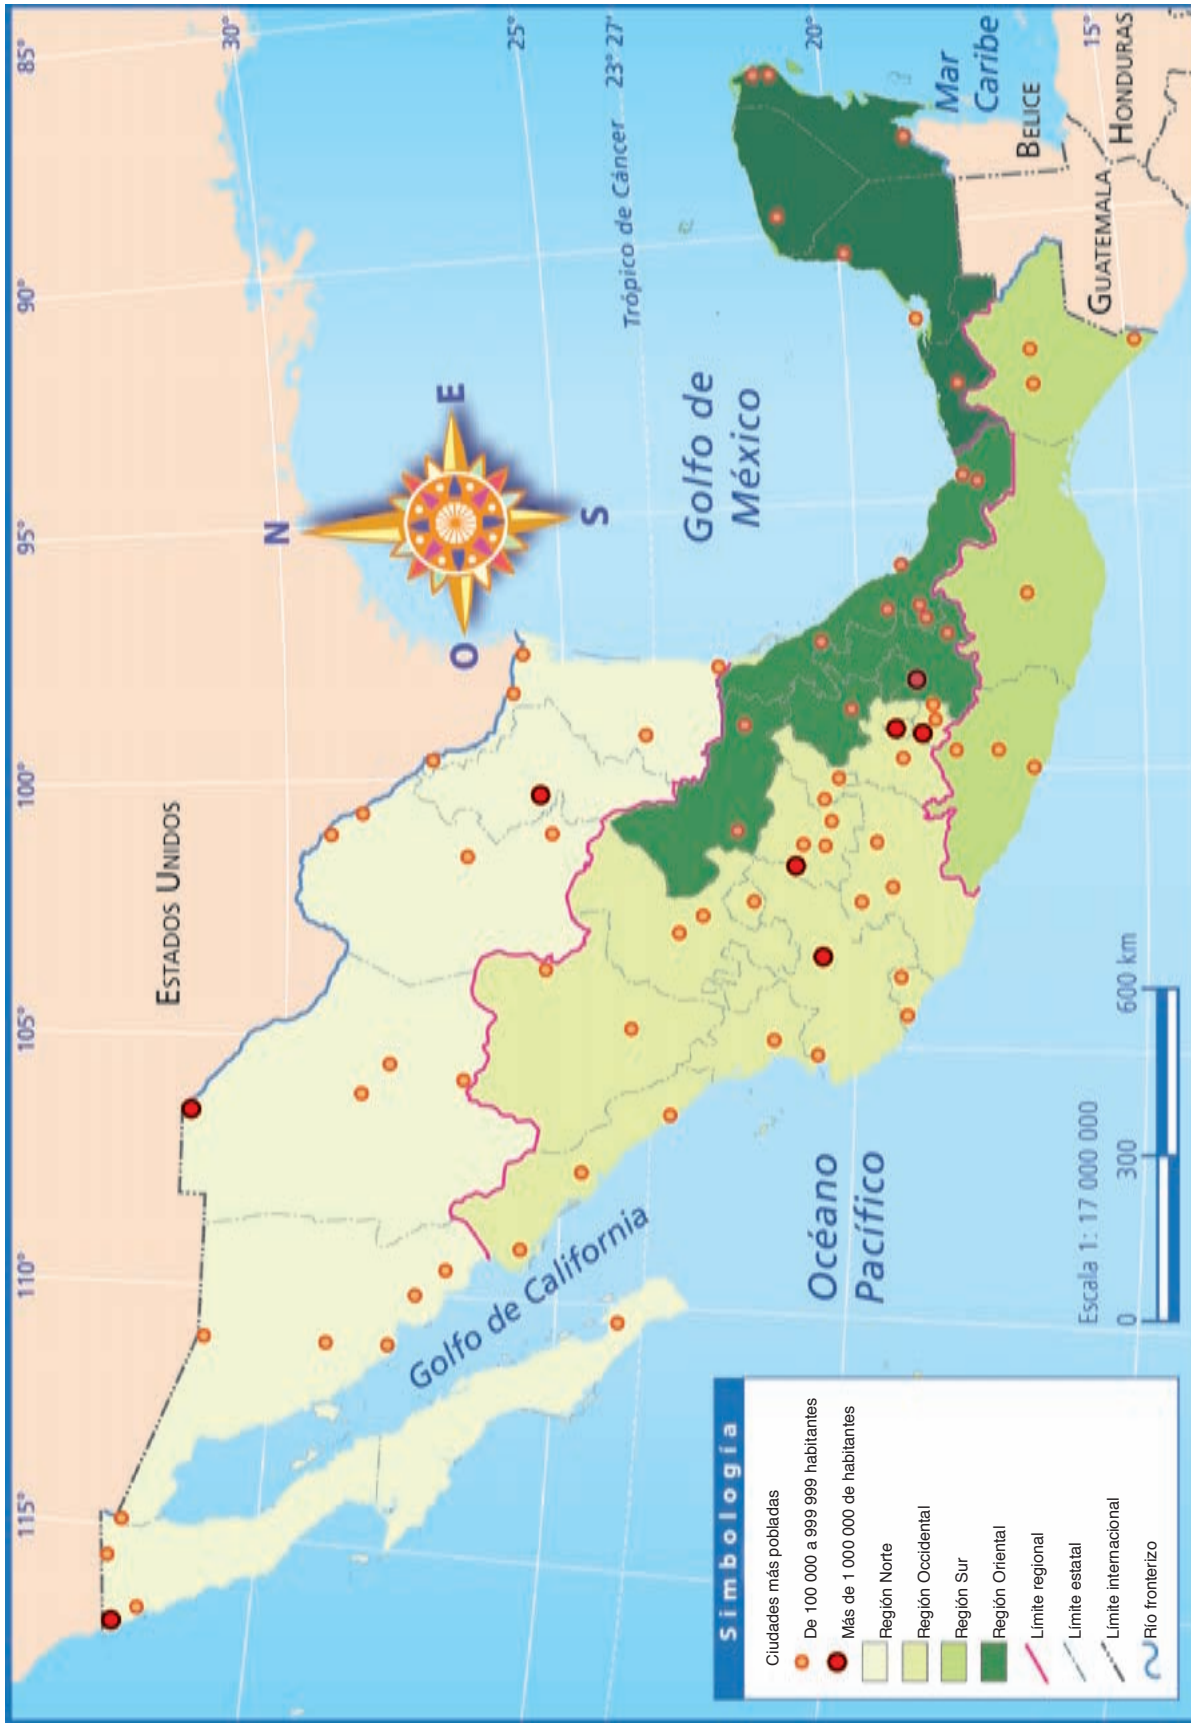 115°
110°
105°
100°
95°
90°
85°
30°
25°
23° 27'
20°
15°
ESTADOS UNIDOS
N
O
E
S
Trópico de Cáncer
Golfo de
México
Golfo de California
Océano
Pacífico
Mar
Caribe
BELICE
GUATEMALA
HONDURAS
Escala 1: 17 000 000
0
300
600 km
Simbología
Ciudades más pobladas
De 100 000 a 999 999 habitantes
Más de 1 000 000 de habitantes
Región Norte
Región Occidental
Región Sur
Región Oriental
Límite regional
Límite estatal
Límite internacional
Río fronterizo